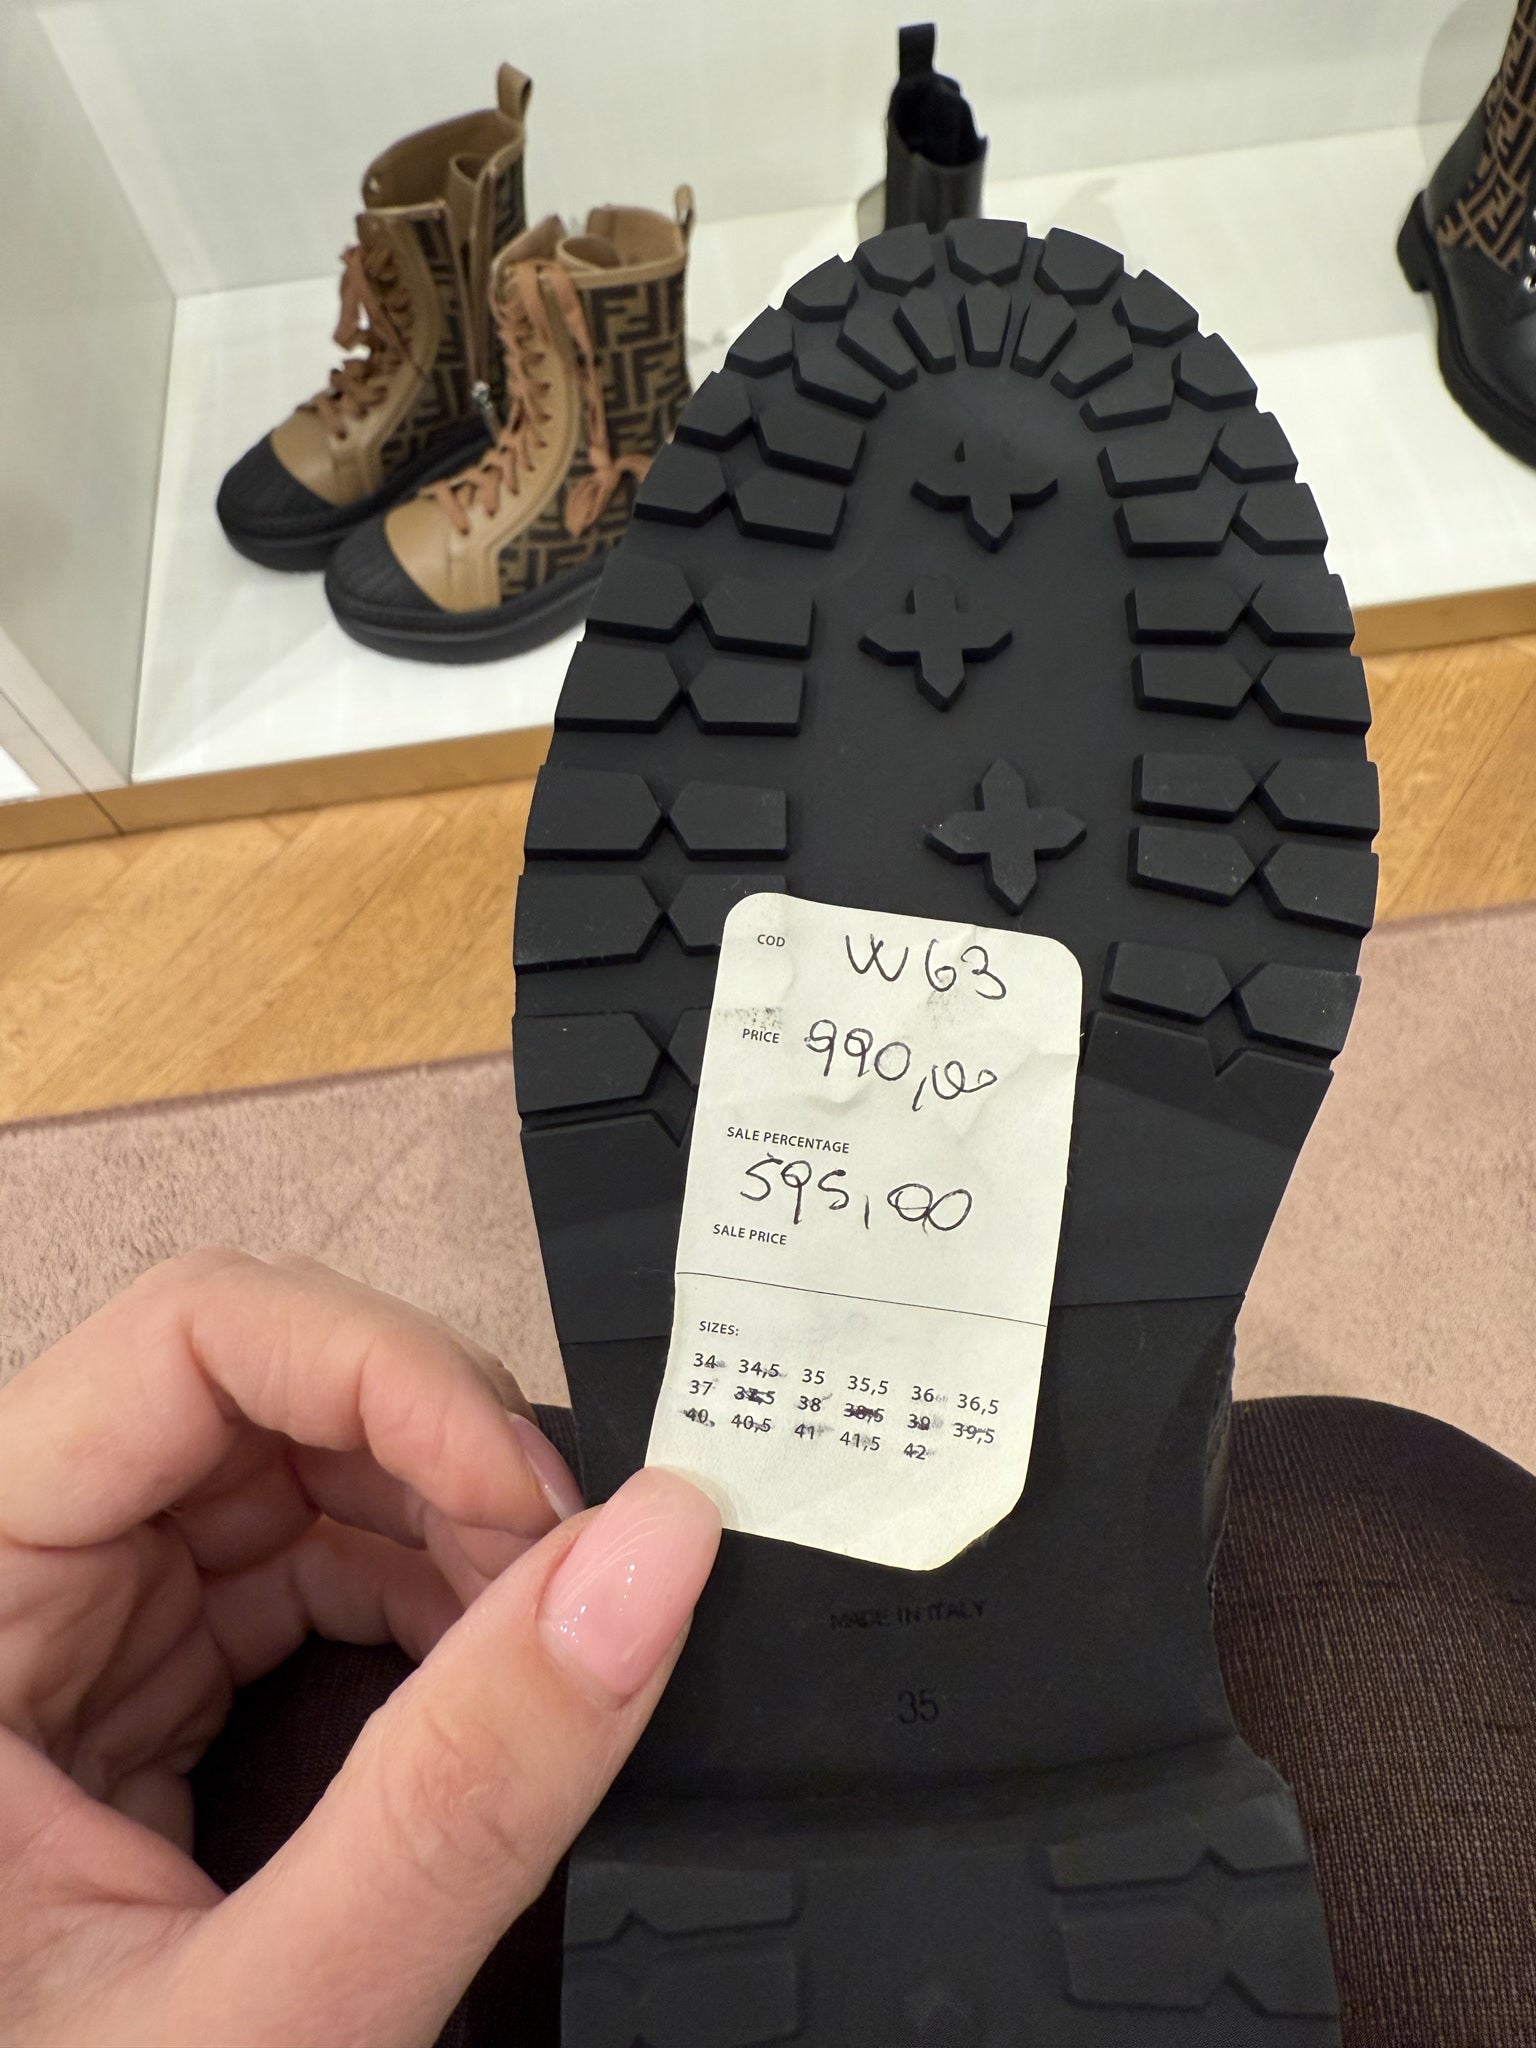 COD W63
PRICE 990,00
SALE PERCENTAGE
595,00
SALE PRICE
SIZES:
34 34,5 35 35,5 36 36,5
37 37,5 38 38,5 39 39,5
40 40,5 41 41,5 42
MADE IN ITALY
35